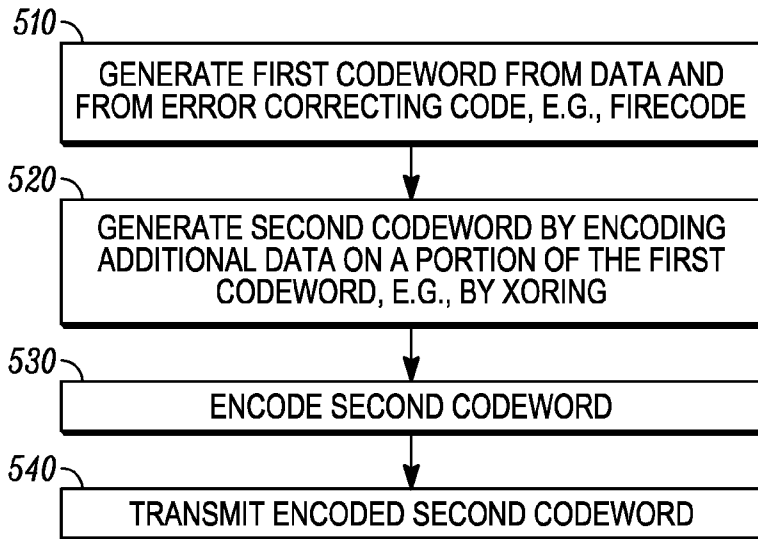 510
GENERATE FIRST CODEWORD FROM DATA AND
FROM ERROR CORRECTING CODE, E.G., FIRECODE
520
GENERATE SECOND CODEWORD BY ENCODING
ADDITIONAL DATA ON A PORTION OF THE FIRST
CODEWORD, E.G., BY XORING
530
ENCODE SECOND CODEWORD
540
TRANSMIT ENCODED SECOND CODEWORD